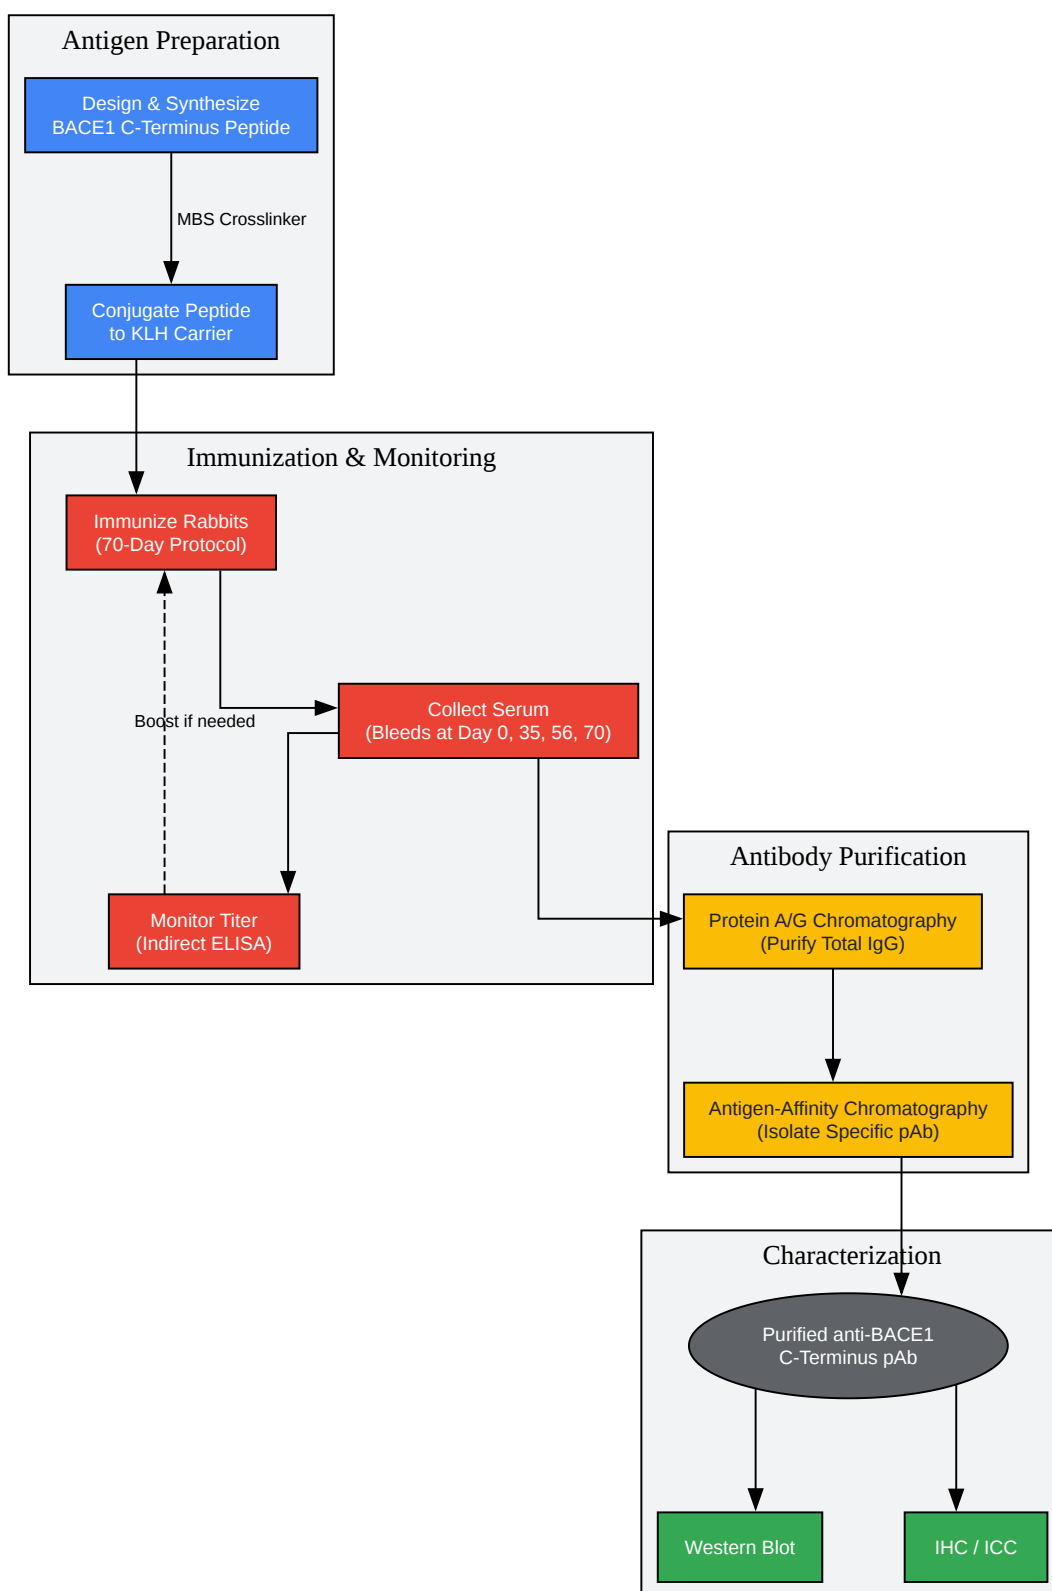 Antigen Preparation
Design & Synthesize
BACE1 C-Terminus Peptide
MBS Crosslinker
Conjugate Peptide
to KLH Carrier
Immunization & Monitoring
Immunize Rabbits
(70-Day Protocol)
Collect Serum
(Bleeds at Day 0, 35, 56, 70)
Boost if needed
Monitor Titer
(Indirect ELISA)
Antibody Purification
Protein A/G Chromatography
(Purify Total IgG)
Antigen-Affinity Chromatography
(Isolate Specific pAb)
Characterization
Purified anti-BACE1
C-Terminus pAb
Western Blot
IHC / ICC